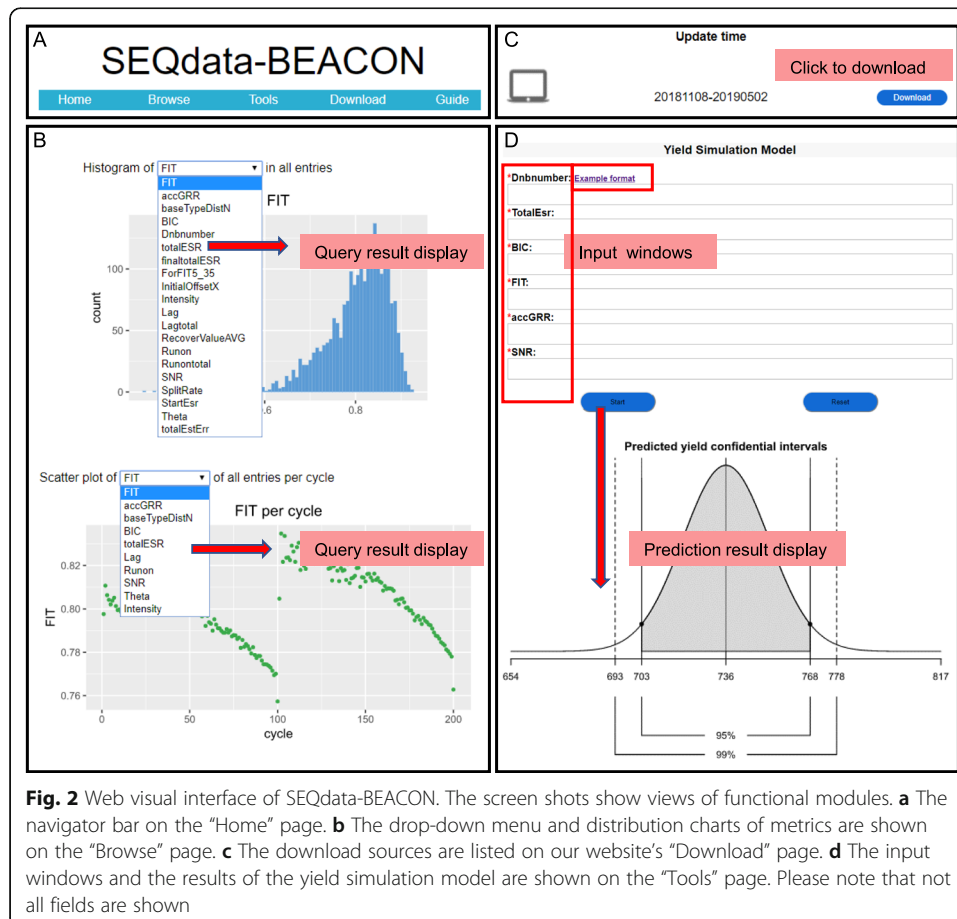 A
SEQdata-BEACON
Home Browse Tools Download Guide
B
Histogram of FIT in all entries
FIT
accGRR
baseTypeDistN
BIC
Dnbnumber
totalESR
finaltotalESR
ForFIT5_35
InitialOffsetX
Intensity
Lag
Lagtotal
RecoverValueAVG
Runon
Runontotal
SNR
SplitRate
StartEsr
Theta
totalEstErr
FIT
Query result display
count
100
50
0
0.6 0.8
Scatter plot of FIT of all entries per cycle
FIT
accGRR
baseTypeDistN
BIC
totalESR
Lag
Runon
SNR
Theta
Intensity
FIT per cycle
Query result display
FIT
0.82
0.80
0.78
0.76
0 50 100 150 200
cycle
C
Update time
Click to download
20181108-20190502 Download
D
Yield Simulation Model
*Dnbnumber: Example format
*TotalEsr:
*BIC:
Input windows
*FIT:
*accGRR:
*SNR:
Start Reset
Predicted yield confidential intervals
Prediction result display
654 693 703 736 768 778 817
95%
99%
Fig. 2 Web visual interface of SEQdata-BEACON. The screen shots show views of functional modules. a The
navigator bar on the “Home” page. b The drop-down menu and distribution charts of metrics are shown
on the “Browse” page. c The download sources are listed on our website’s “Download” page. d The input
windows and the results of the yield simulation model are shown on the “Tools” page. Please note that not
all fields are shown